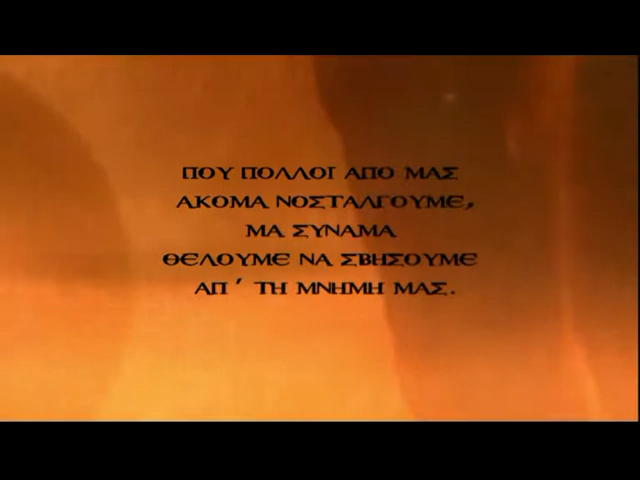 ΠΟΥ ΠΟΛΛΟΙ ΑΠΟ ΜΑΣ
ΑΚΟΜΑ ΝΟΣΤΑΛΓΟΥΜΕ,
ΜΑ ΣΥΝΑΜΑ
ΘΕΛΟΥΜΕ ΝΑ ΣΒΗΣΟΥΜΕ
ΑΠ΄ ΤΗ ΜΝΗΜΗ ΜΑΣ.